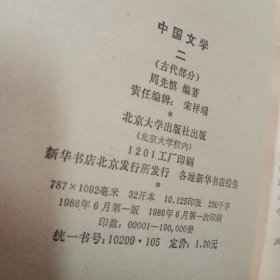 中国文学
二
(古代部分)
周先慎 编著
责任编辑: 宋祥瑞
*
北京大学出版社出版
(北京大学校内)
1201工厂印刷
新华书店北京发行所发行 各地新华书店经售
*
787×1092毫米 32开本 10.125印张 230千字
1986年6月第一版 1986年6月第一次印刷
印数: 00001—190,000
统一书号: 10209·105 定价: 1.30元